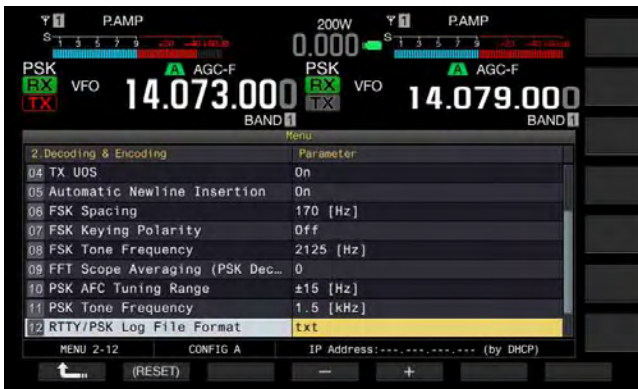 1 P.AMP 200W 1 P.AMP
S 1 3 5 7 9 +20 +40 +60dB 0.000 S 1 3 5 7 9 +20 +40 +60dB
PSK A AGC-F PSK A AGC-F
RX VFO 14.073.000 RX VFO 14.079.000
TX TX
BAND 1 BAND 1
Menu
2.Decoding & Encoding Parameter
04 TX UOS On
05 Automatic Newline Insertion On
06 FSK Spacing 170 [Hz]
07 FSK Keying Polarity Off
08 FSK Tone Frequency 2125 [Hz]
09 FFT Scope Averaging (PSK Dec... 0
10 PSK AFC Tuning Range ±15 [Hz]
11 PSK Tone Frequency 1.5 [kHz]
12 RTTY/PSK Log File Format txt
MENU 2-12 CONFIG A IP Address:---.---.---.--- (by DHCP)
(RESET) − +